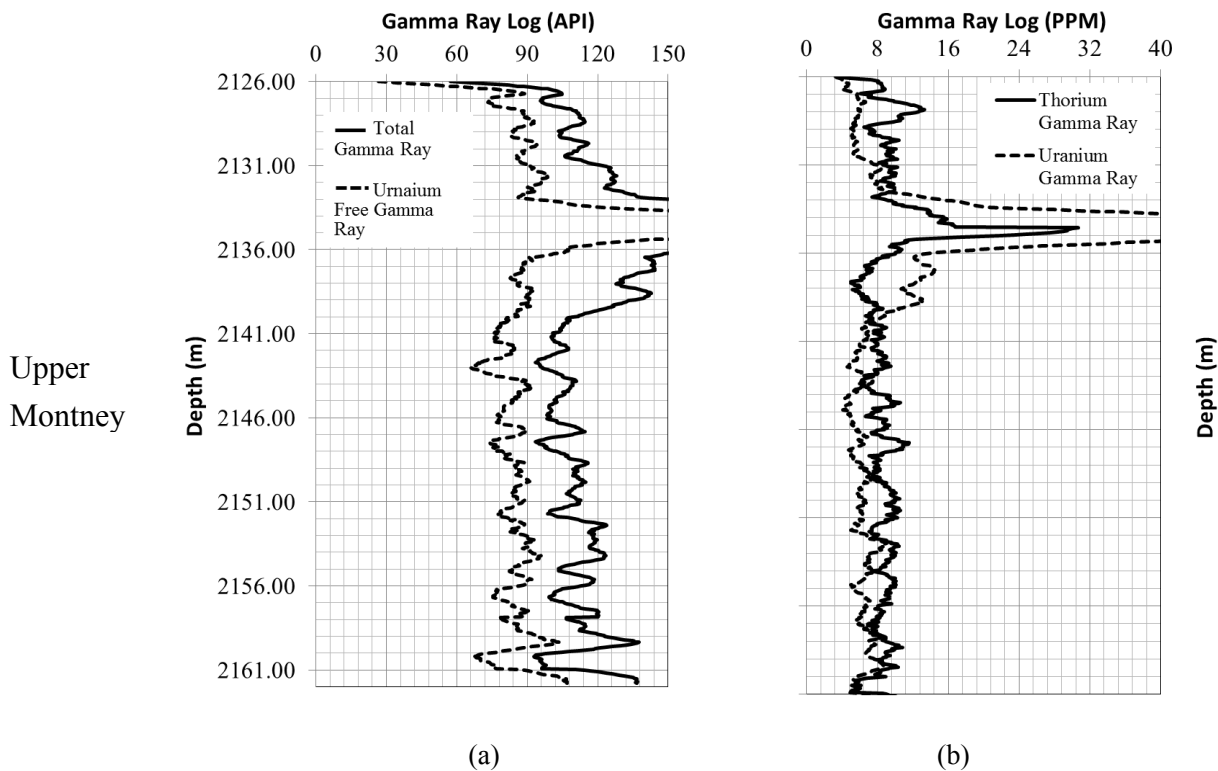 Gamma Ray Log (API)
0 30 60 90 120 150
2126.00
2131.00
2136.00
2141.00
2146.00
2151.00
2156.00
2161.00
Depth (m)
Total
Gamma Ray
Urnaium
Free Gamma
Ray
Upper
Montney
(a)
Gamma Ray Log (PPM)
0 8 16 24 32 40
Thorium
Gamma Ray
Uranium
Gamma Ray
Depth (m)
(b)